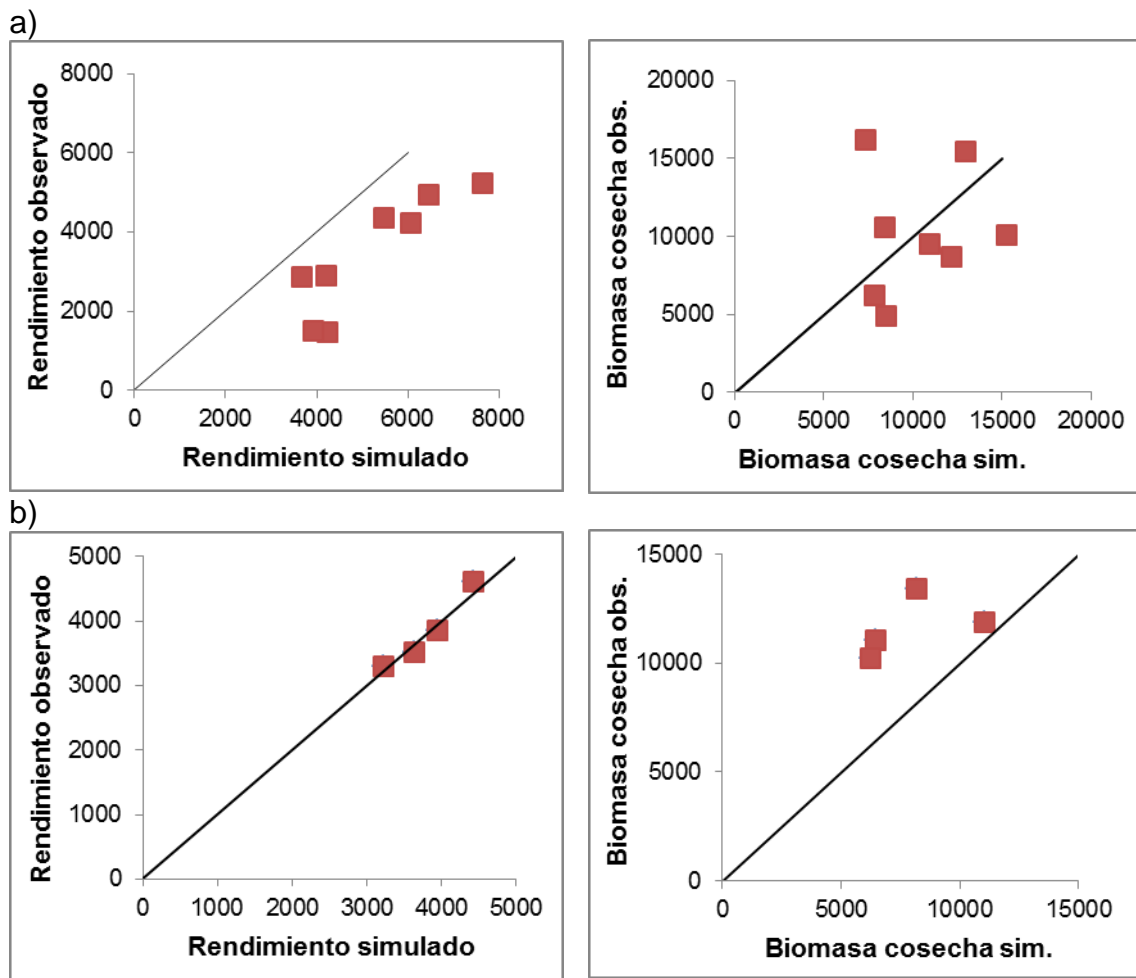 a)
Rendimiento observado
8000
6000
4000
2000
0
0 2000 4000 6000 8000
Rendimiento simulado
Biomasa cosecha obs.
20000
15000
10000
5000
0
0 5000 10000 15000 20000
Biomasa cosecha sim.
b)
Rendimiento observado
5000
4000
3000
2000
1000
0
0 1000 2000 3000 4000 5000
Rendimiento simulado
Biomasa cosecha obs.
15000
10000
5000
0
0 5000 10000 15000
Biomasa cosecha sim.